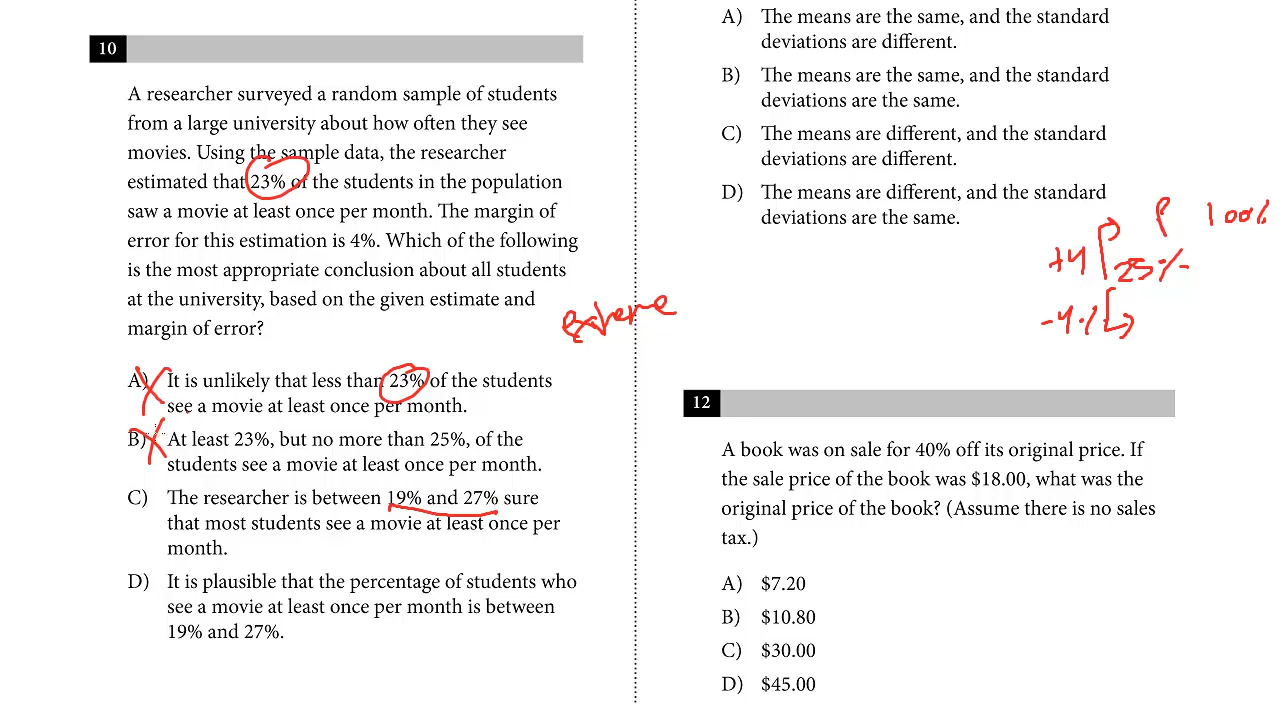 10
A researcher surveyed a random sample of students
from a large university about how often they see
movies. Using the sample data, the researcher
estimated that 23% of the students in the population
saw a movie at least once per month. The margin of
error for this estimation is 4%. Which of the following
is the most appropriate conclusion about all students
at the university, based on the given estimate and
margin of error?
extreme
A) It is unlikely that less than 23% of the students
see a movie at least once per month.
B) At least 23%, but no more than 25%, of the
students see a movie at least once per month.
C) The researcher is between 19% and 27% sure
that most students see a movie at least once per
month.
D) It is plausible that the percentage of students who
see a movie at least once per month is between
19% and 27%.
A) The means are the same, and the standard
deviations are different.
B) The means are the same, and the standard
deviations are the same.
C) The means are different, and the standard
deviations are different.
D) The means are different, and the standard
deviations are the same.
P 100%
+4 23%
-4%
12
A book was on sale for 40% off its original price. If
the sale price of the book was $18.00, what was the
original price of the book? (Assume there is no sales
tax.)
A) $7.20
B) $10.80
C) $30.00
D) $45.00